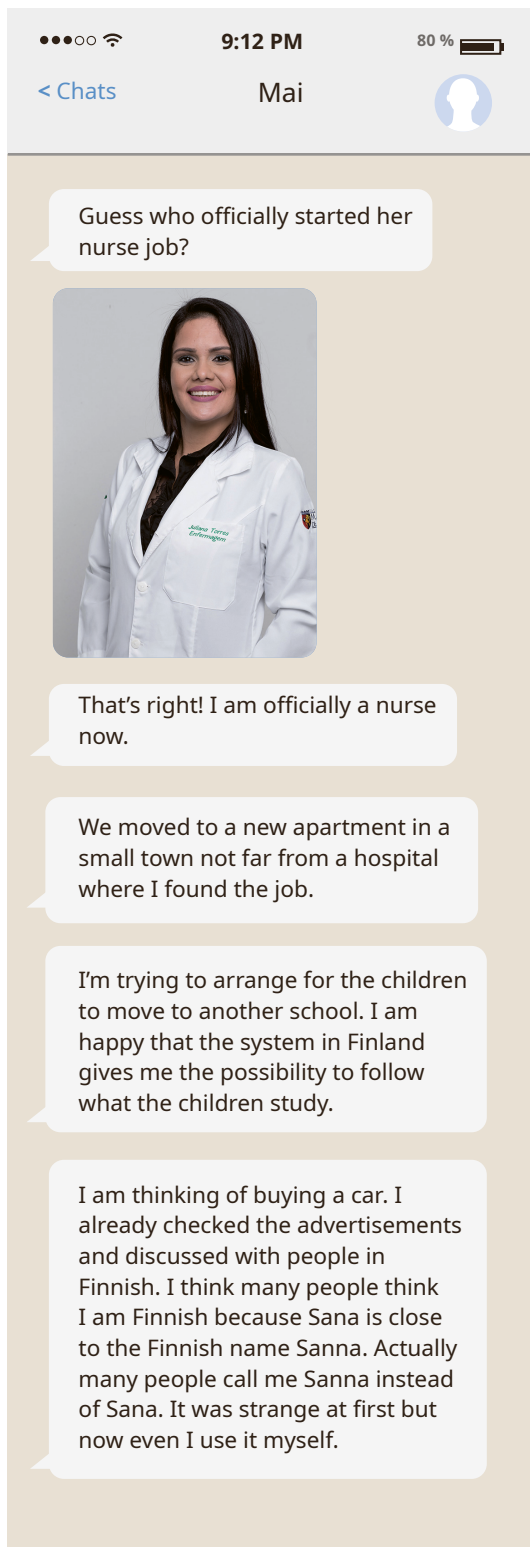 9:12 PM
80 %
< Chats
Mai
Guess who officially started her
nurse job?
Juliana Torres
Enfermagem
That’s right! I am officially a nurse
now.
We moved to a new apartment in a
small town not far from a hospital
where I found the job.
I’m trying to arrange for the children
to move to another school. I am
happy that the system in Finland
gives me the possibility to follow
what the children study.
I am thinking of buying a car. I
already checked the advertisements
and discussed with people in
Finnish. I think many people think
I am Finnish because Sana is close
to the Finnish name Sanna. Actually
many people call me Sanna instead
of Sana. It was strange at first but
now even I use it myself.